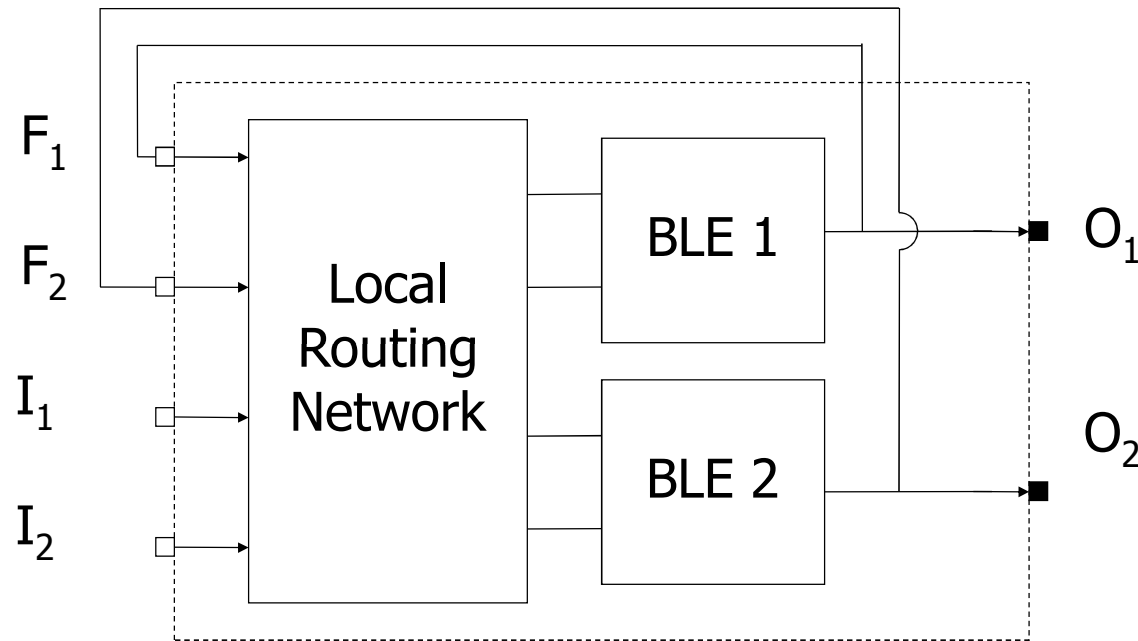 F1
F2
I1
I2
Local
Routing
Network
BLE 1
BLE 2
O1
O2